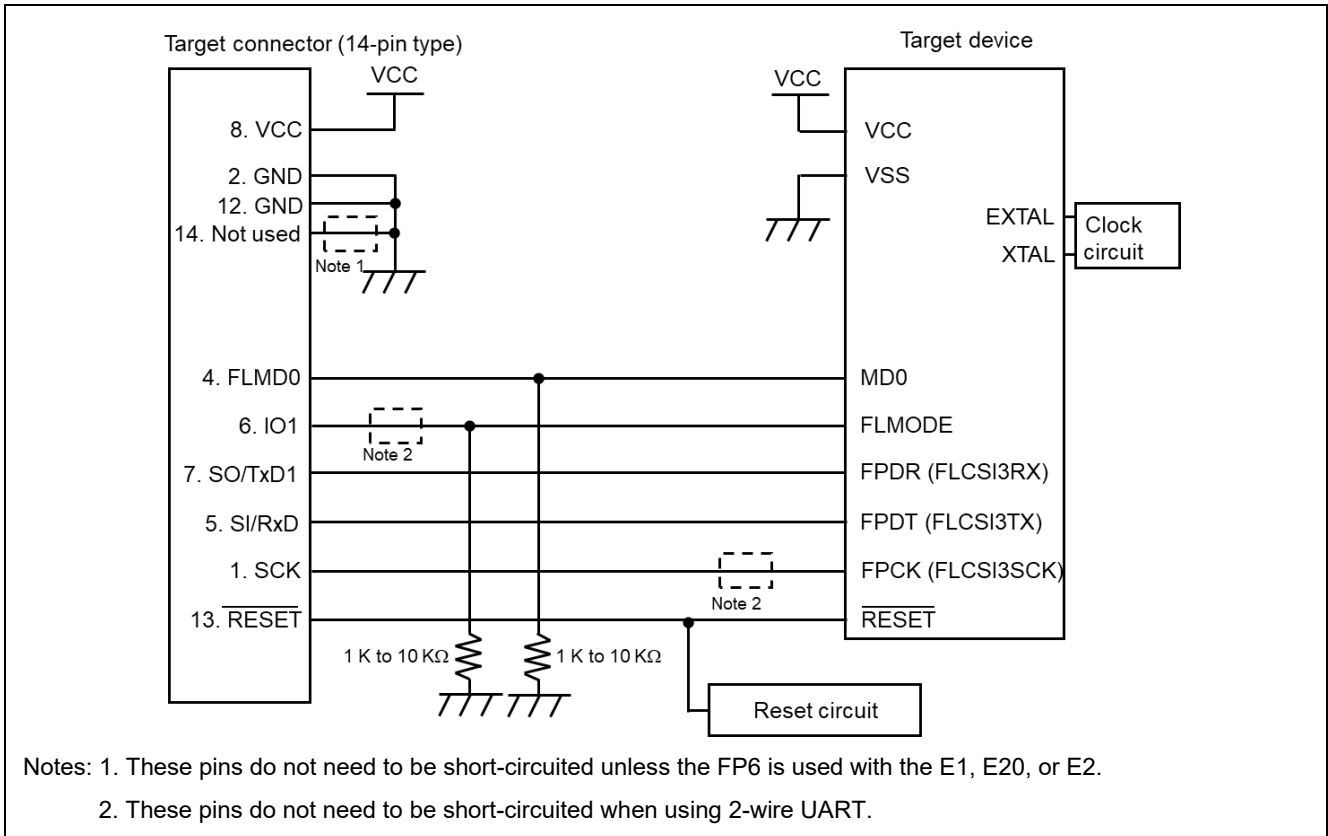 Target connector (14-pin type)
Target device
VCC
VCC
8. VCC
VCC
2. GND
VSS
12. GND
14. Not used
Note 1
EXTAL
XTAL
Clock
circuit
4. FLMD0
MD0
6. IO1
FLMODE
Note 2
7. SO/TxD1
FPDR (FLCSI3RX)
5. SI/RxD
FPDT (FLCSI3TX)
1. SCK
FPCK (FLCSI3SCK)
Note 2
13. RESET
RESET
1 K to 10 KΩ
1 K to 10 KΩ
Reset circuit
Notes: 1. These pins do not need to be short-circuited unless the FP6 is used with the E1, E20, or E2.
2. These pins do not need to be short-circuited when using 2-wire UART.